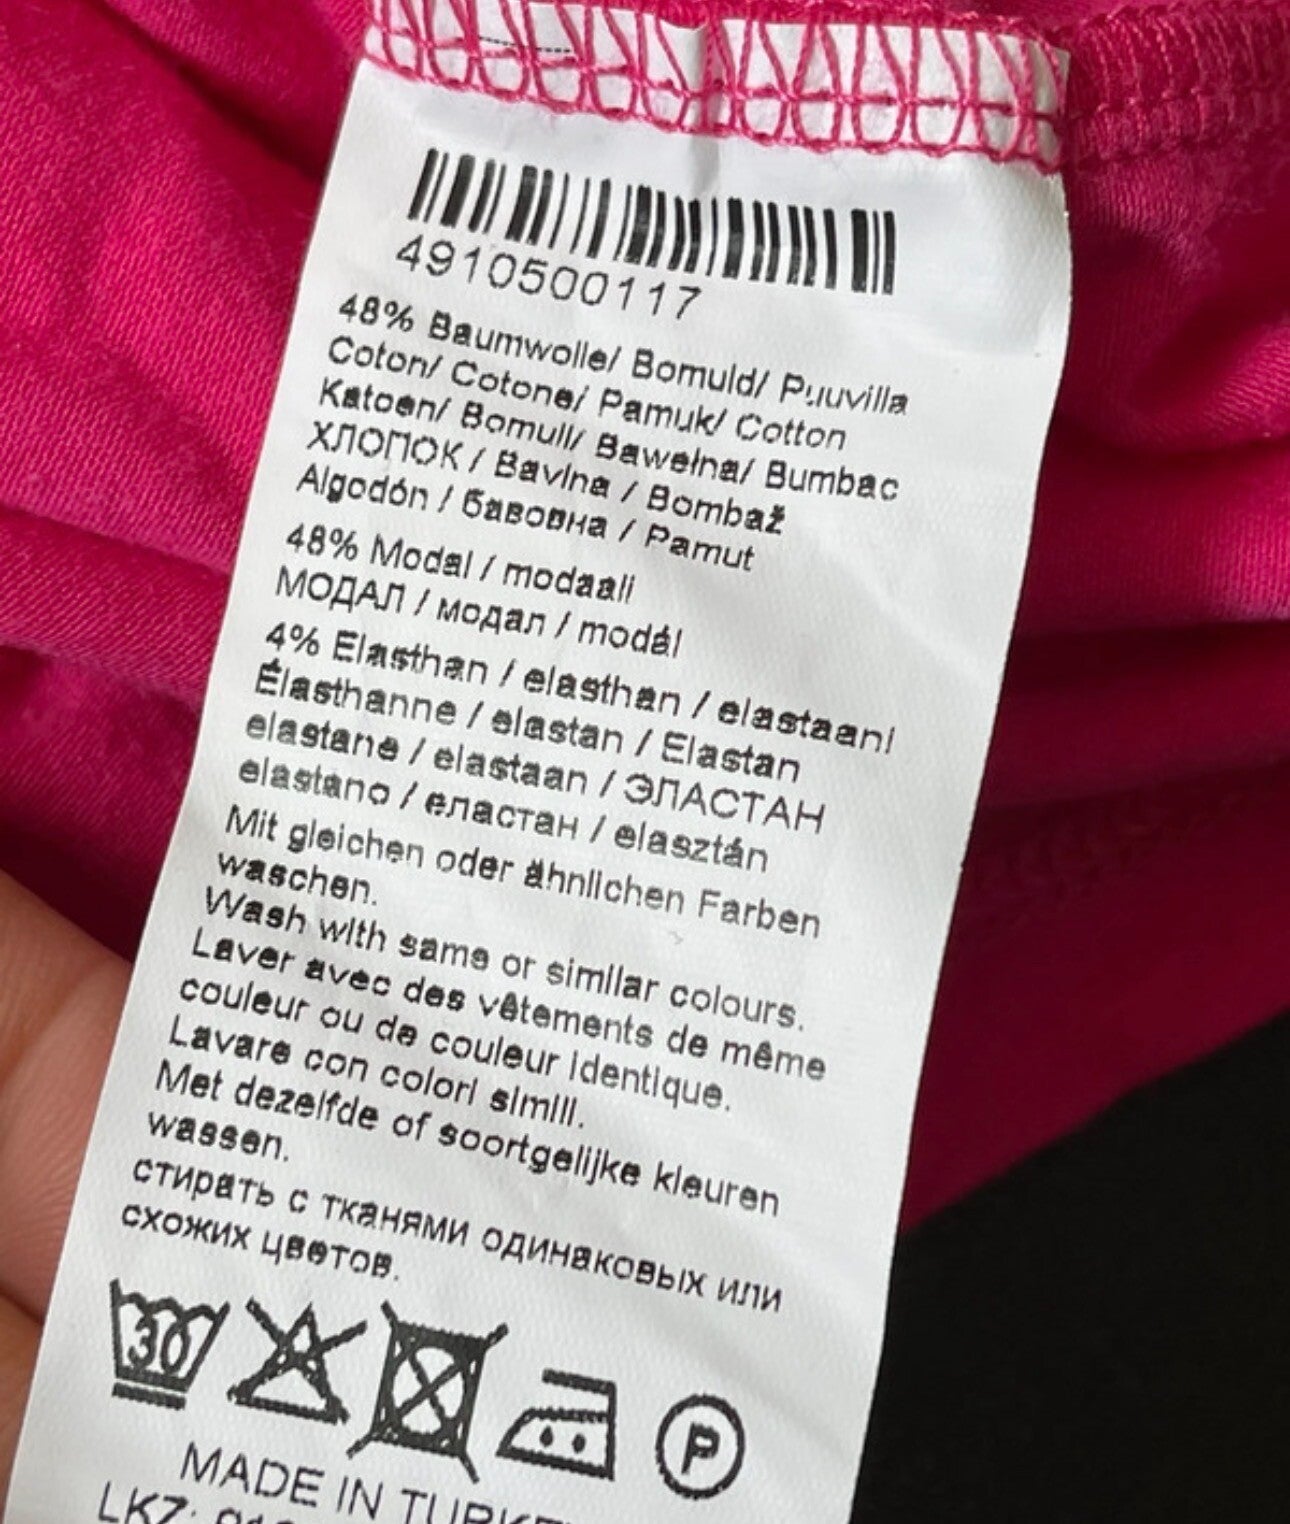 4910500117
48% Baumwolle/ Bomuld/ Puuvilla
Coton/ Cotone/ Pamuk/ Cotton
Katoen/ Bomull/ Bawełna/ Bumbac
ХЛОПОК / Bavlna / Bombaž
Algodón / бавовна / Pamut
48% Modal / modaali
МОДАЛ / модал / modál
4% Elasthan / elasthan / elastaani
Élasthanne / elastan / Elastan
elastane / elastaan / ЭЛАСТАН
elastano / еластан / elasztán
Mit gleichen oder ähnlichen Farben
waschen.
Wash with same or similar colours.
Laver avec des vêtements de même
couleur ou de couleur identique.
Lavare con colori simili.
Met dezelfde of soortgelijke kleuren
wassen.
стирать с тканями одинаковых или
схожих цветов.
30
P
MADE IN
LKZ: